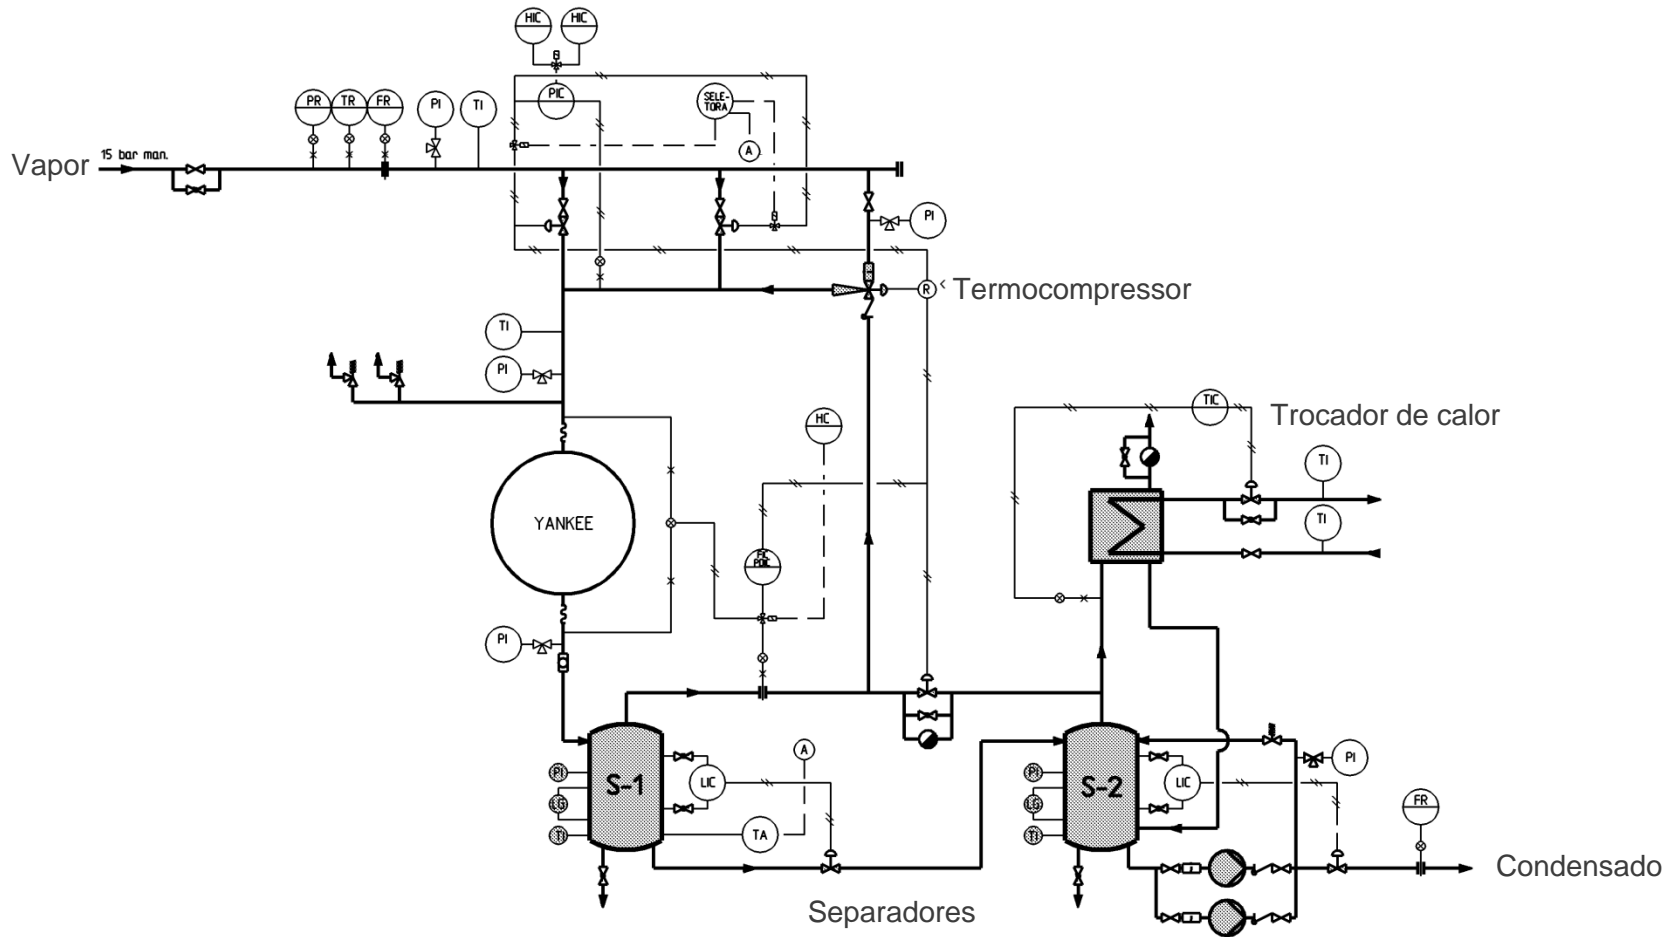 HIC HIC
PR TR FR PI TI PIC SELE-
TORA
A
Vapor 15 bar man.
PI
R Termocompressor
TI
PI
HC TIC Trocador de calor
TI
YANKEE TI
FIC
PDIC
PI
A
PI S-1 LIC PI S-2 LIC PI
LG LG FR
TI TA TI
Condensado
Separadores